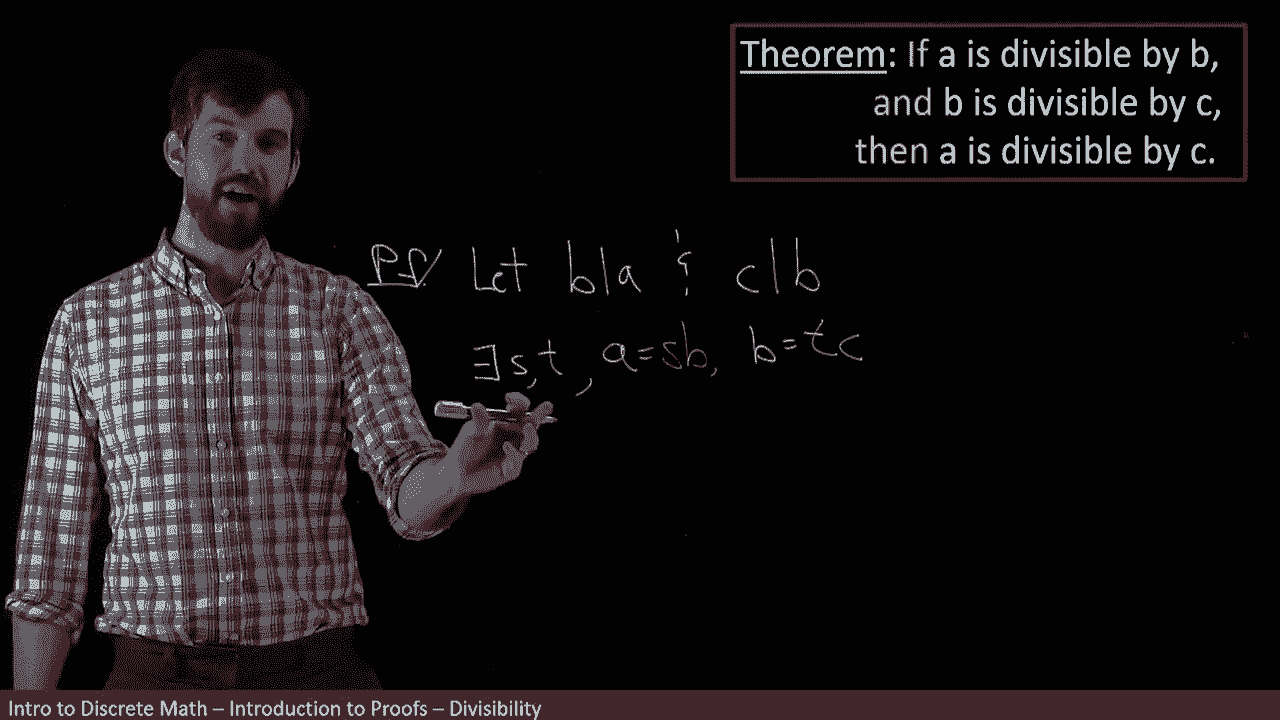 Theorem: If a is divisible by b,
and b is divisible by c,
then a is divisible by c.
Pf/ Let b|a & c|b
∃ s,t, a=sb, b=tc
Intro to Discrete Math – Introduction to Proofs – Divisibility